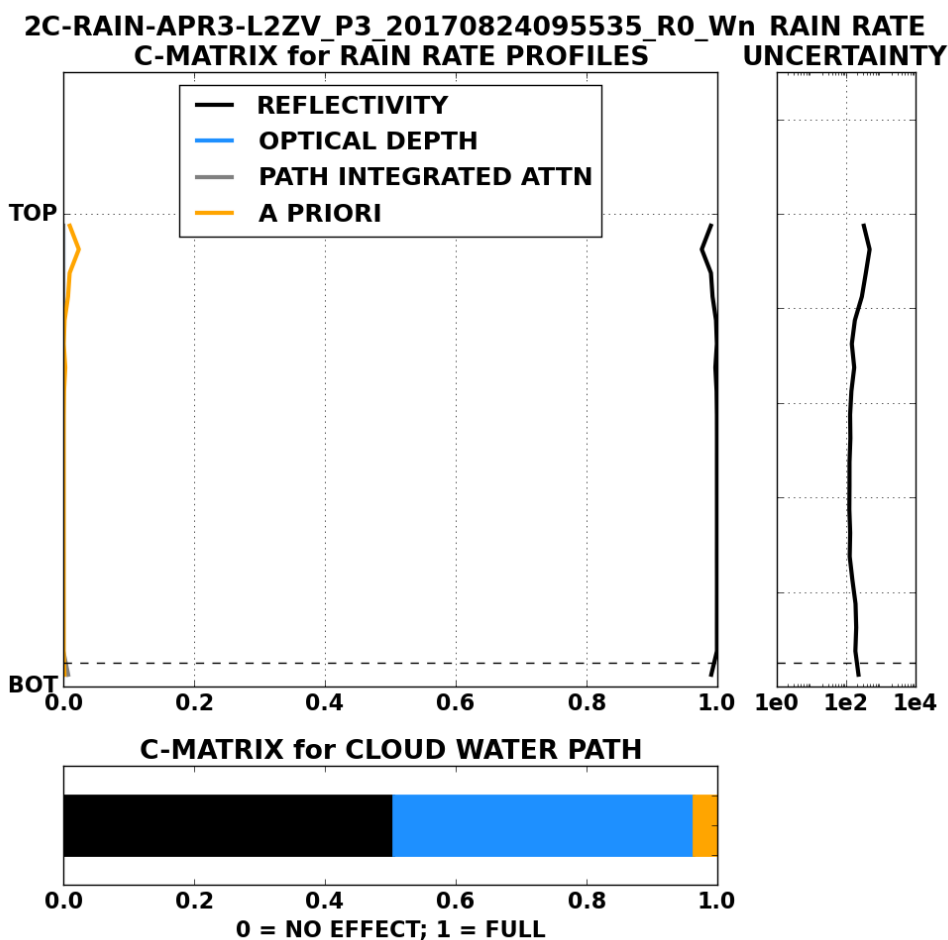 2C-RAIN-APR3-L2ZV_P3_20170824095535_R0_Wn RAIN RATE
C-MATRIX for RAIN RATE PROFILES UNCERTAINTY
REFLECTIVITY
OPTICAL DEPTH
PATH INTEGRATED ATTN
A PRIORI
TOP
BOT
0.0 0.2 0.4 0.6 0.8 1.0 1e0 1e2 1e4
C-MATRIX for CLOUD WATER PATH
0.0 0.2 0.4 0.6 0.8 1.0
0 = NO EFFECT; 1 = FULL